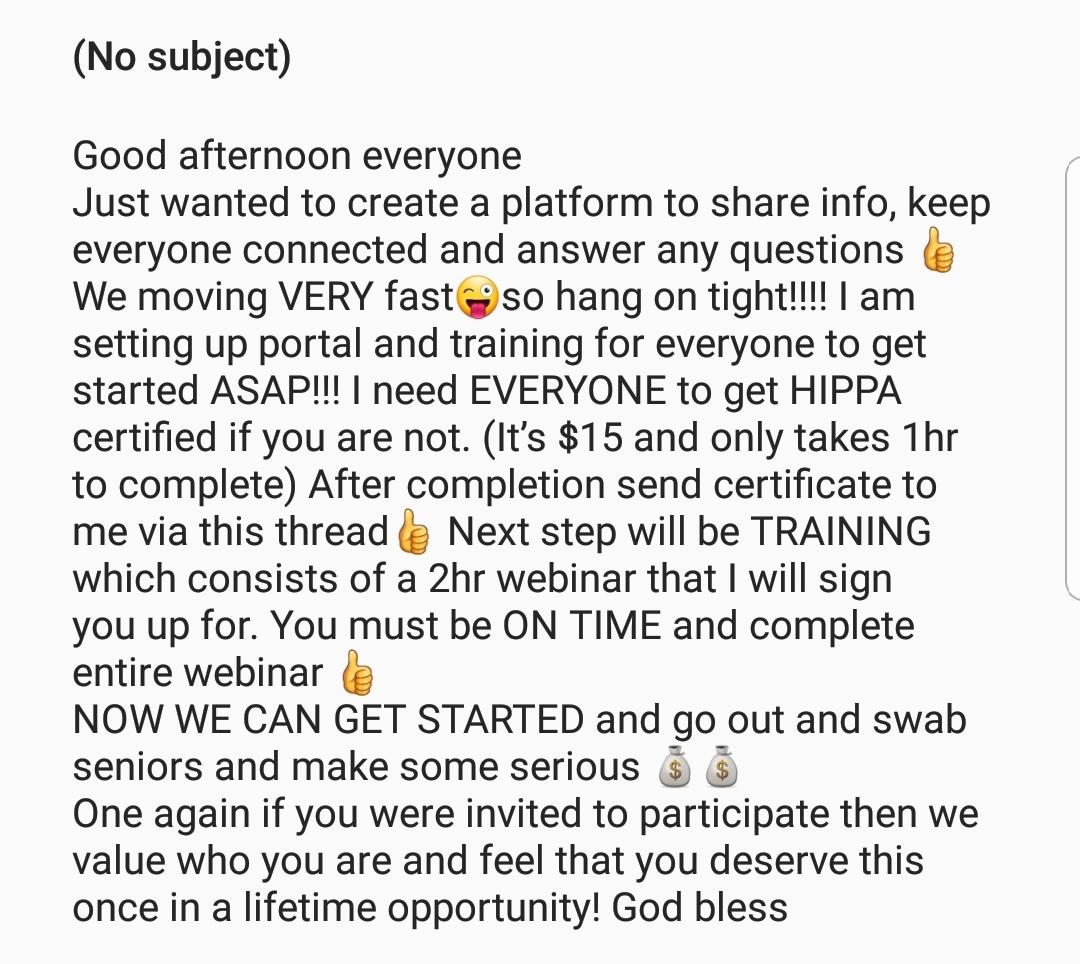 (No subject)
Good afternoon everyone
Just wanted to create a platform to share info, keep
everyone connected and answer any questions 👍
We moving VERY fast😜so hang on tight!!!! I am
setting up portal and training for everyone to get
started ASAP!!! I need EVERYONE to get HIPPA
certified if you are not. (It’s $15 and only takes 1hr
to complete) After completion send certificate to
me via this thread👍 Next step will be TRAINING
which consists of a 2hr webinar that I will sign
you up for. You must be ON TIME and complete
entire webinar 👍
NOW WE CAN GET STARTED and go out and swab
seniors and make some serious 💰💰
One again if you were invited to participate then we
value who you are and feel that you deserve this
once in a lifetime opportunity! God bless